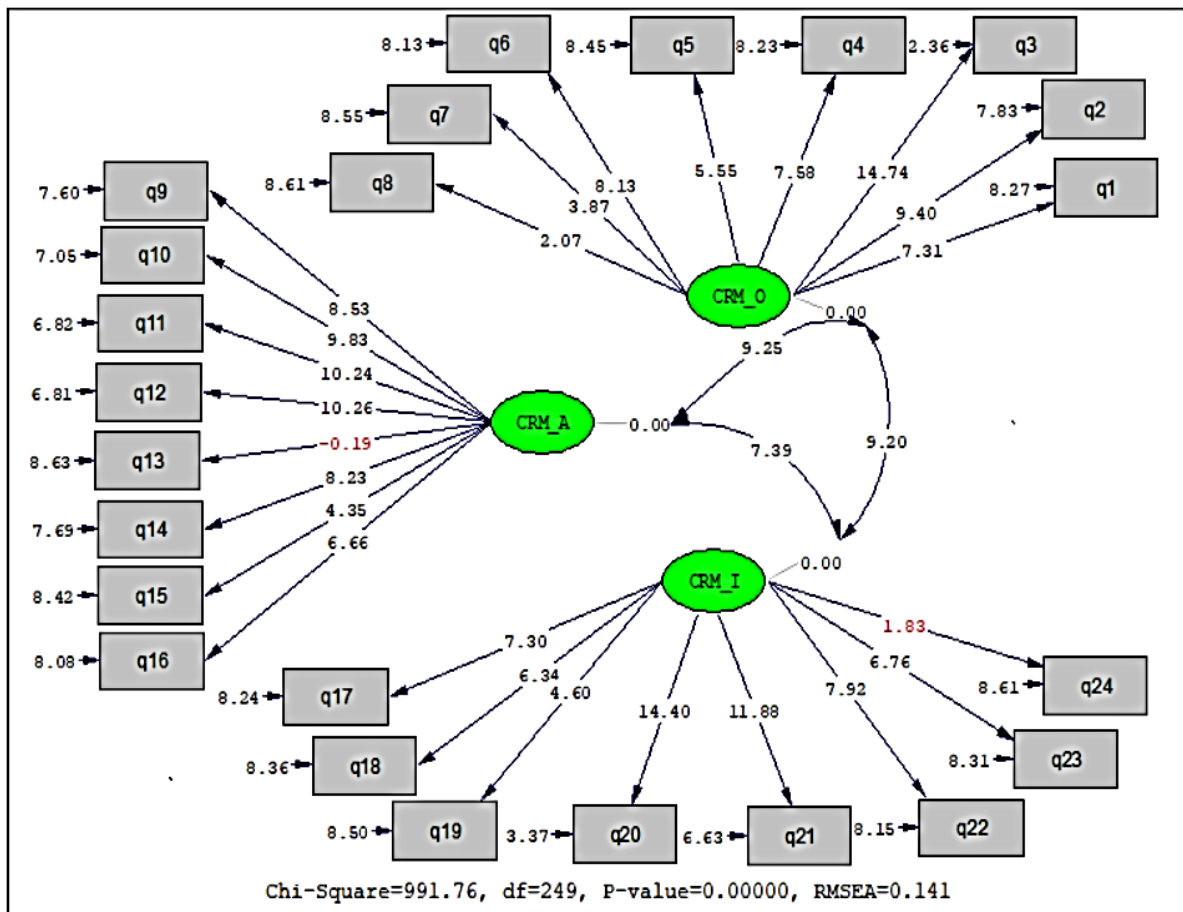 8.13 q6
8.45 q5
8.23 q4
2.36 q3
8.55 q7
7.83 q2
8.61 q8
8.27 q1
7.60 q9
7.05 q10
6.82 q11
6.81 q12
8.63 q13
7.69 q14
8.42 q15
8.08 q16
8.13
3.87
2.07
5.55
7.58
14.74
9.40
7.31
CRM_O
0.00
8.53
9.83
10.24
10.26
-0.19
8.23
4.35
6.66
CRM_A
0.00
9.25
7.39
9.20
CRM_I
0.00
7.30
6.34
4.60
14.40
11.88
7.92
6.76
1.83
8.24 q17
8.36 q18
8.50 q19
3.37 q20
6.63 q21
8.15 q22
8.31 q23
8.61 q24
Chi-Square=991.76, df=249, P-value=0.00000, RMSEA=0.141